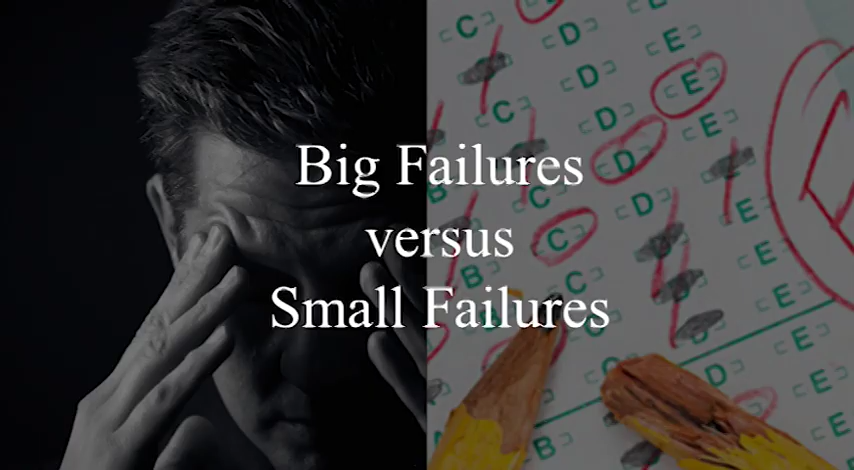 Big Failures
versus
Small Failures
C
D
C E
D E
C D E
C D
B E
C E
E
D E
B E